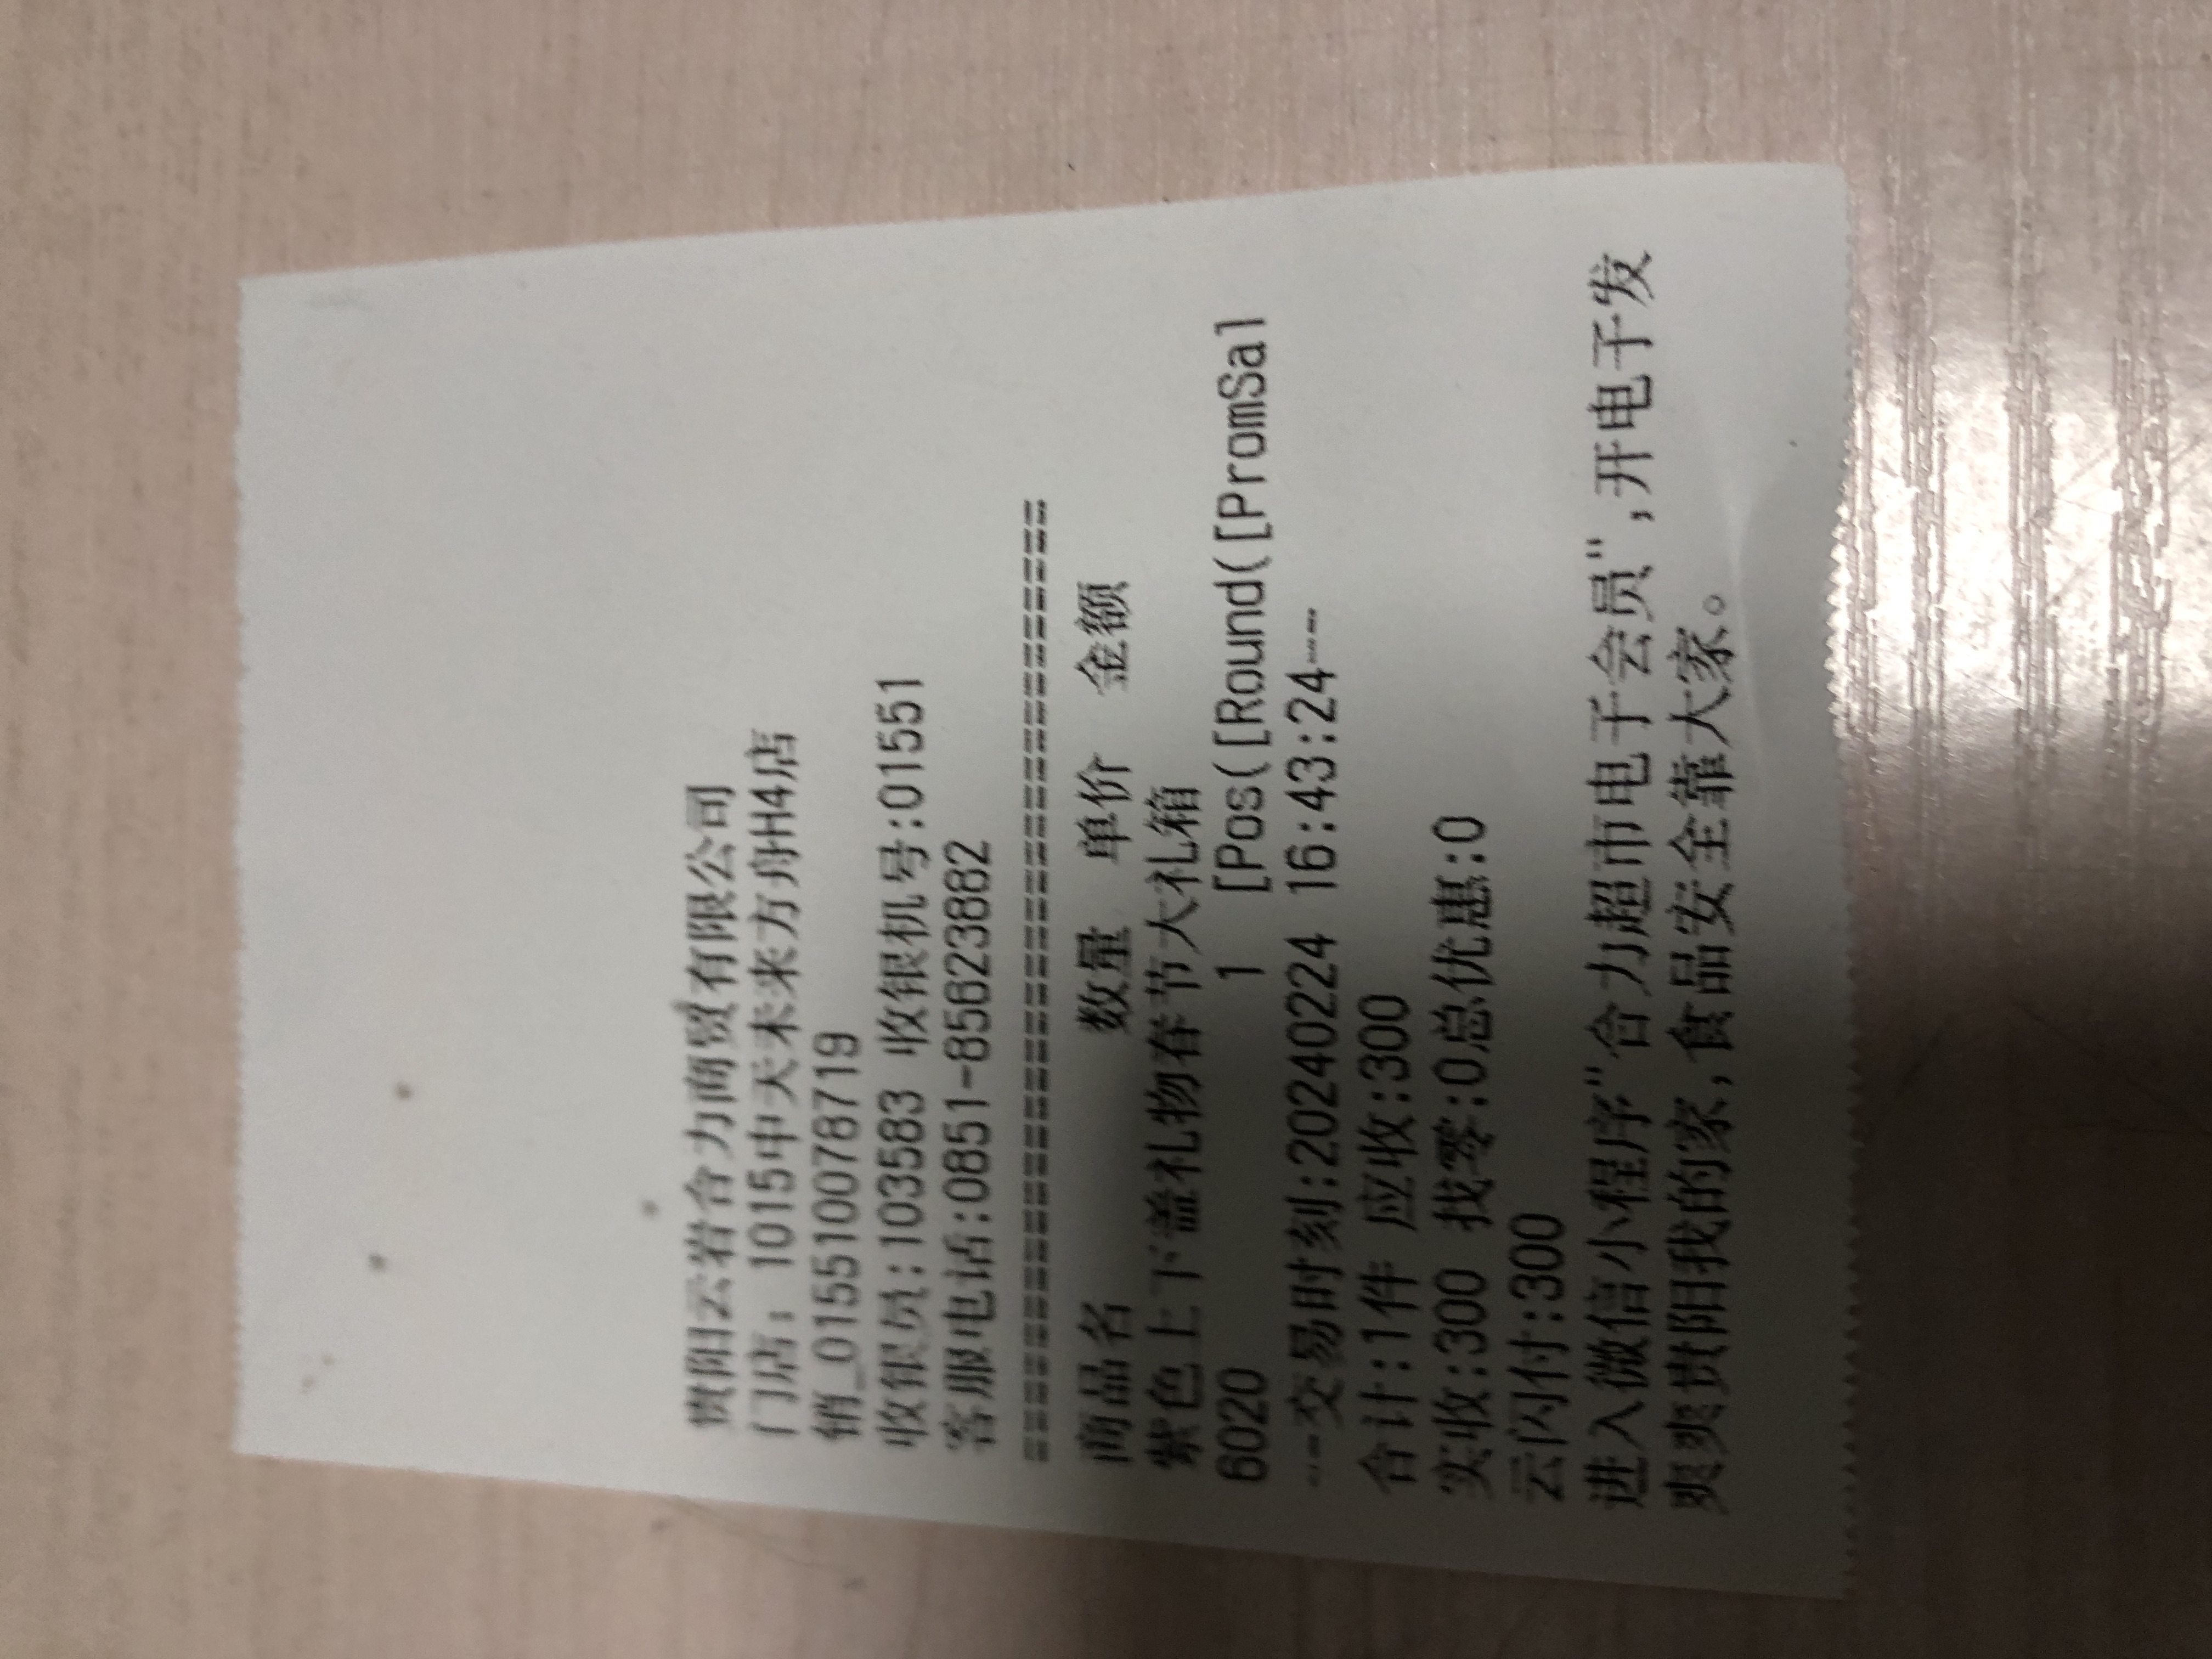 贵阳云岩合力商贸有限公司
门店: 1015中天未来方舟H4店
销_0155100787​19
收银员:103583 收银机号:01551
客服电话:0851-85623882
================================
商品名 数量 单价 金额
紫色上下盖礼物春节大礼箱
6020 1 [Pos([Round([PromSal
---交易时刻:20240224 16:43:24---
合计:1件 应收:300
实收:300 找零:0总优惠:0
云闪付:300
进入微信小程序"合力超市电子会员",开电子发
爽爽贵阳我的家,食品安全靠大家。